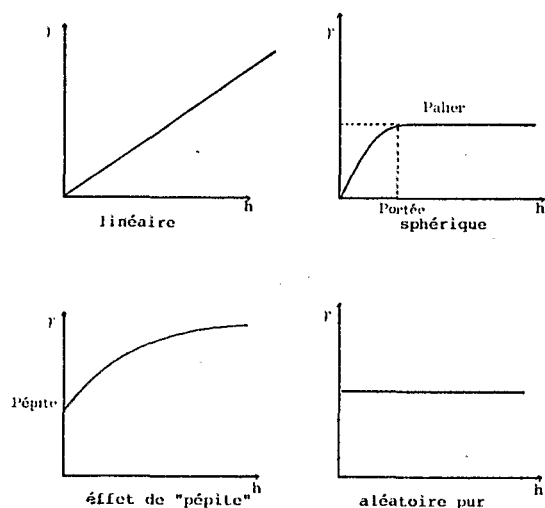 h
linéaire
γ
Palier
Portée
h
sphérique
γ
Pépite
éffet de "pépite"
h
γ
aléatoire pur
h